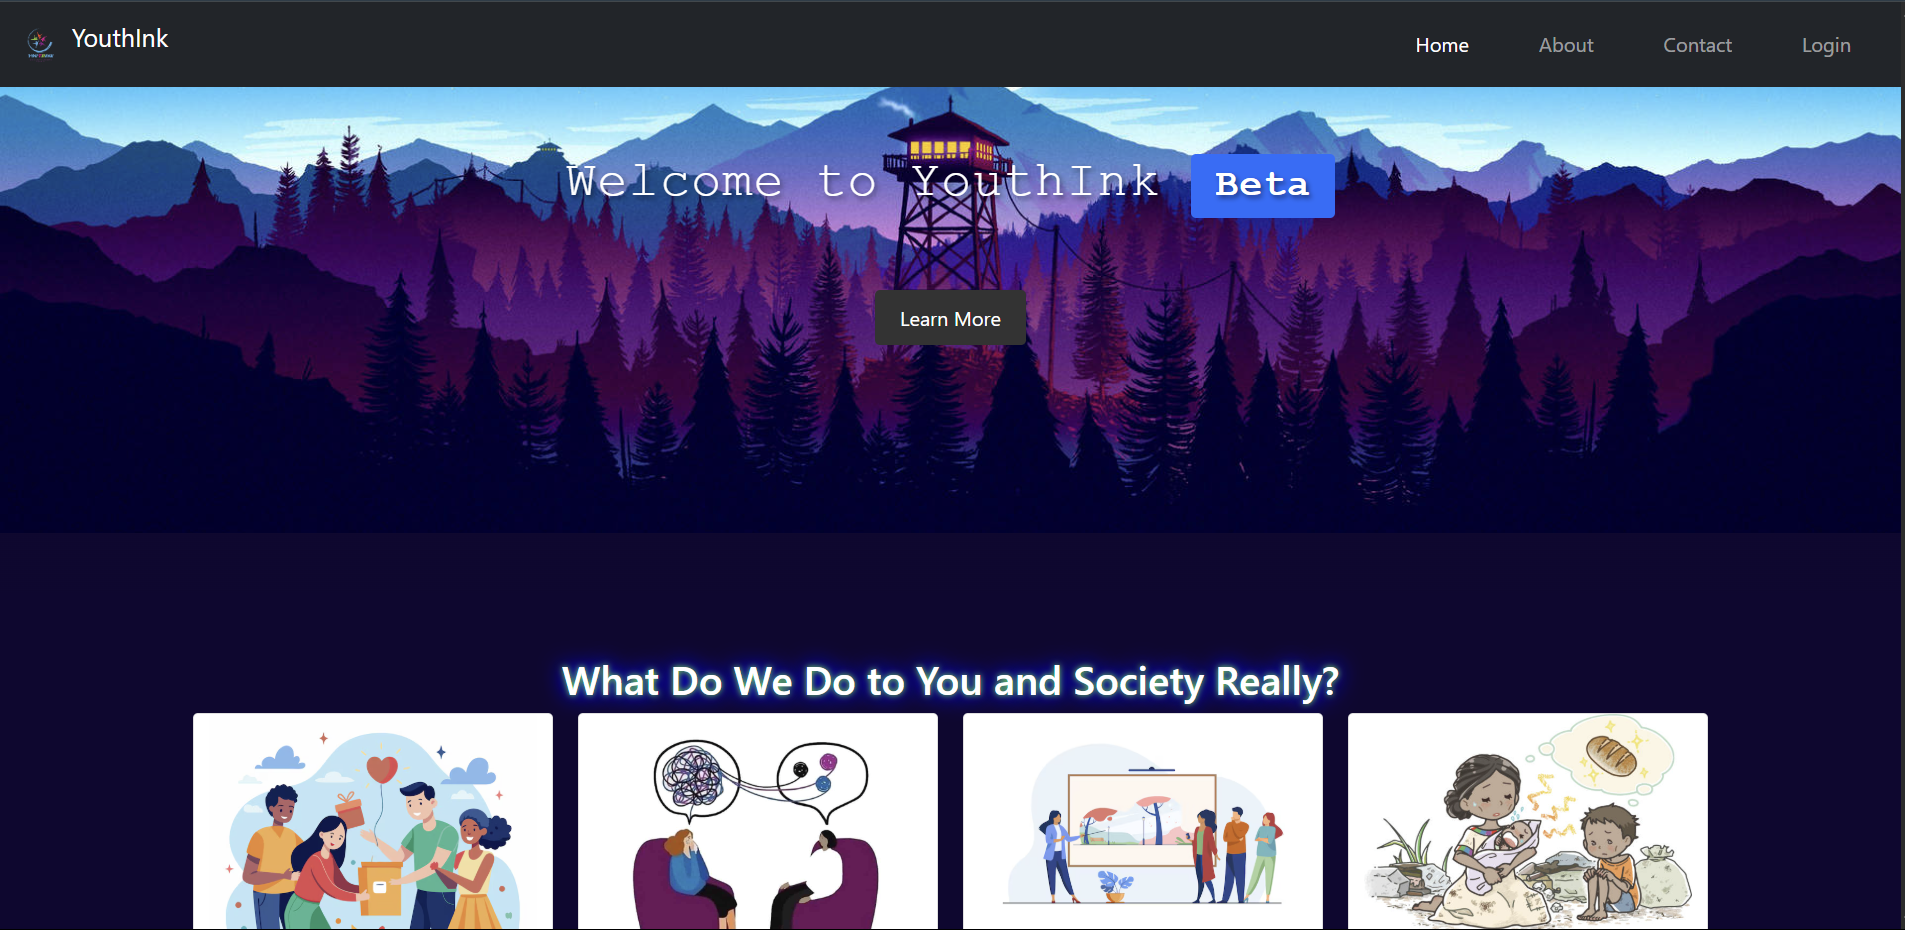 YouthInk
Home
About
Contact
Login
Welcome to YouthInk Beta
Learn More
What Do We Do to You and Society Really?